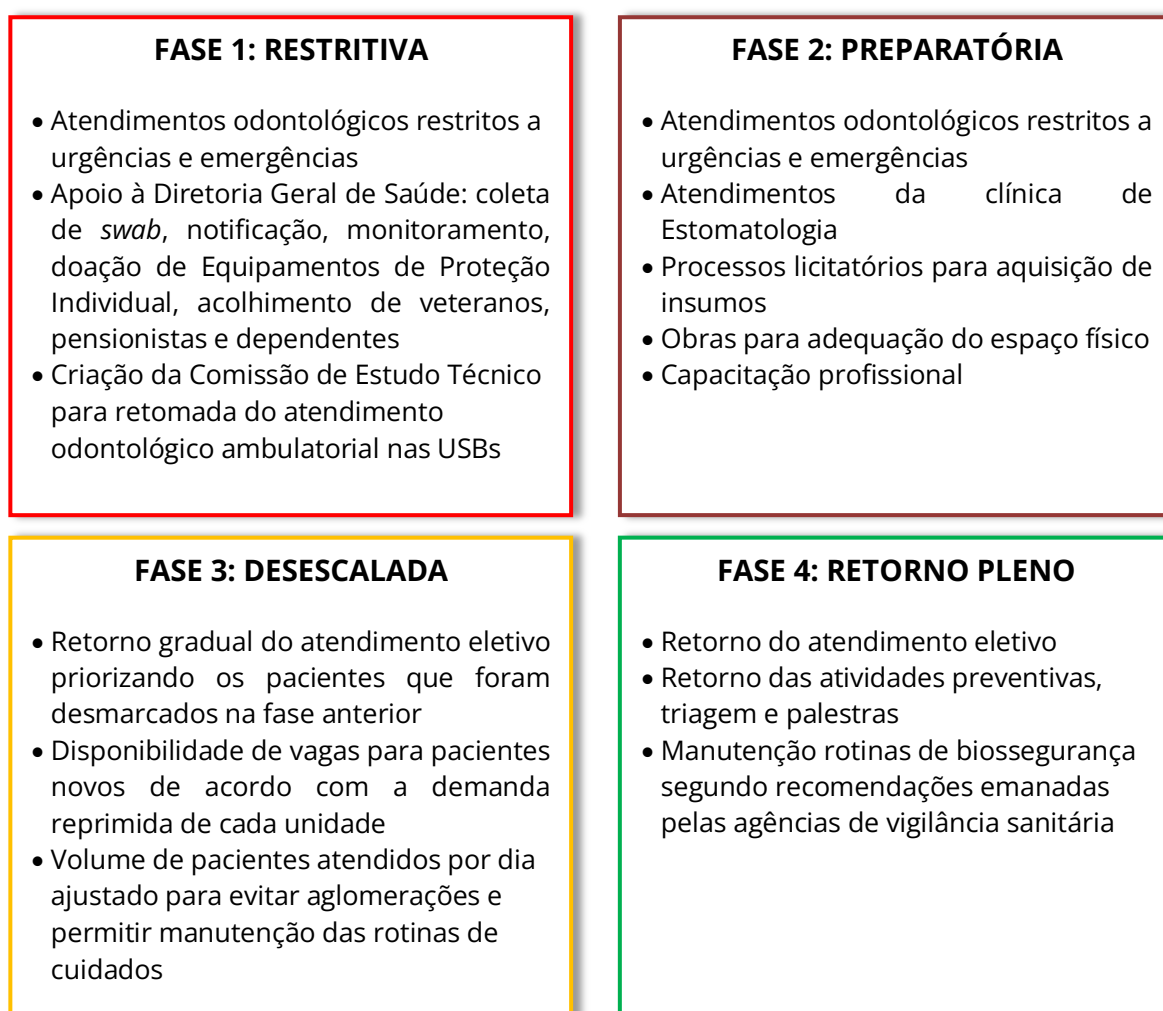 FASE 1: RESTRITIVA
• Atendimentos odontológicos restritos a
urgências e emergências
• Apoio à Diretoria Geral de Saúde: coleta
de swab, notificação, monitoramento,
doação de Equipamentos de Proteção
Individual, acolhimento de veteranos,
pensionistas e dependentes
• Criação da Comissão de Estudo Técnico
para retomada do atendimento
odontológico ambulatorial nas USBs
FASE 2: PREPARATÓRIA
• Atendimentos odontológicos restritos a
urgências e emergências
• Atendimentos da clínica de
Estomatologia
• Processos licitatórios para aquisição de
insumos
• Obras para adequação do espaço físico
• Capacitação profissional
FASE 3: DESESCALADA
• Retorno gradual do atendimento eletivo
priorizando os pacientes que foram
desmarcados na fase anterior
• Disponibilidade de vagas para pacientes
novos de acordo com a demanda
reprimida de cada unidade
• Volume de pacientes atendidos por dia
ajustado para evitar aglomerações e
permitir manutenção das rotinas de
cuidados
FASE 4: RETORNO PLENO
• Retorno do atendimento eletivo
• Retorno das atividades preventivas,
triagem e palestras
• Manutenção rotinas de biossegurança
segundo recomendações emanadas
pelas agências de vigilância sanitária